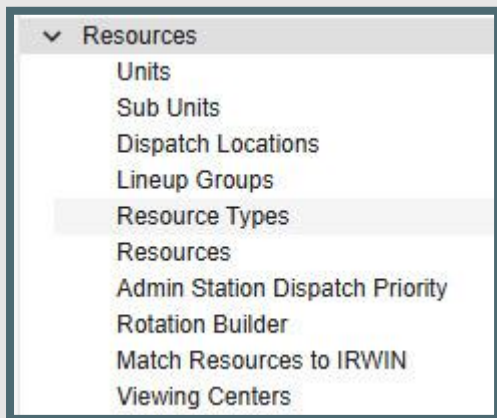 Resources
Units
Sub Units
Dispatch Locations
Lineup Groups
Resource Types
Resources
Admin Station Dispatch Priority
Rotation Builder
Match Resources to IRWIN
Viewing Centers